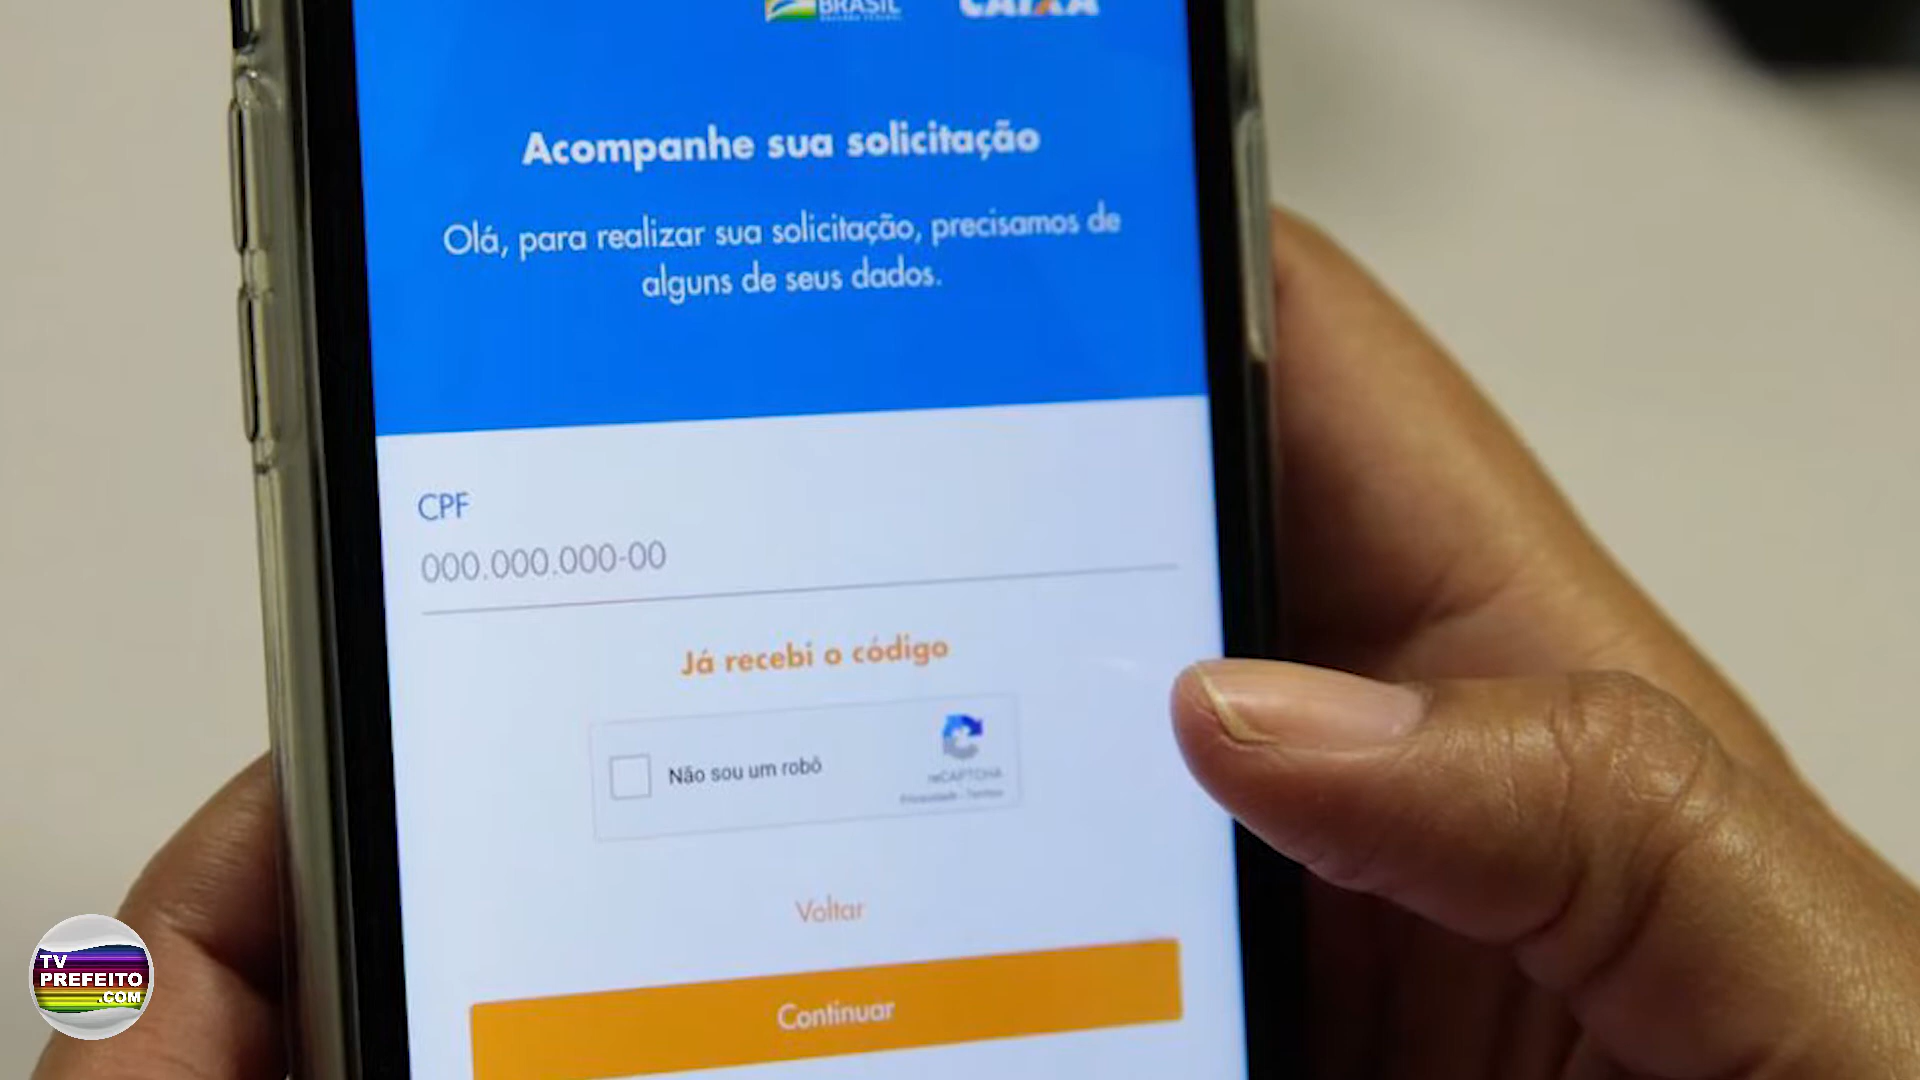 BRASIL
CAIXA
Acompanhe sua solicitação
Olá, para realizar sua solicitação, precisamos de
alguns de seus dados.
CPF
000.000.000-00
Já recebi o código
Não sou um robô
reCAPTCHA
Privacidade - Termos
Voltar
Continuar
TV
PREFEITO
.COM